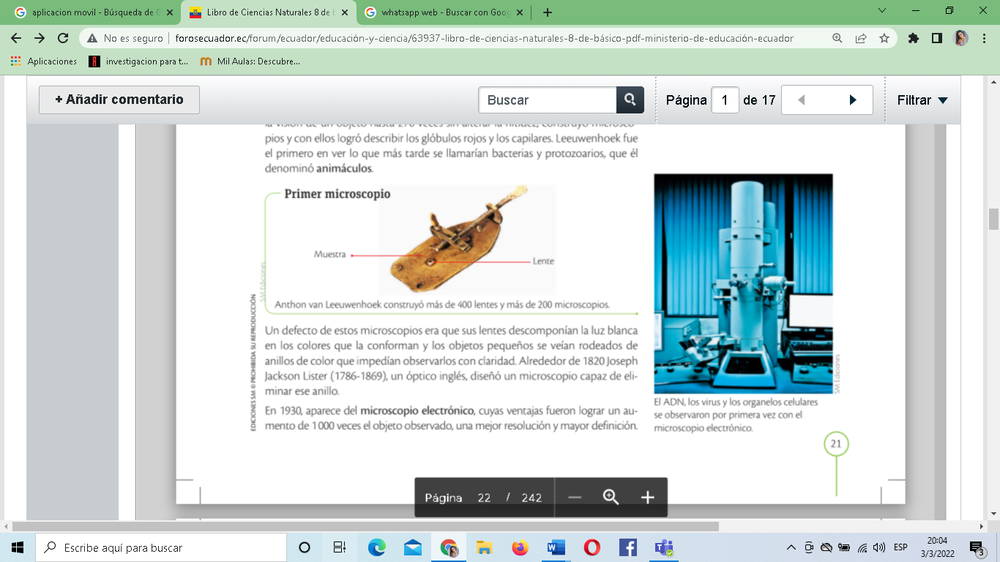 aplicacion movil - Búsqueda de G
Libro de Ciencias Naturales 8 de b
whatsapp web - Buscar con Goog
No es seguro | forosecuador.ec/forum/ecuador/educación-y-ciencia/63937-libro-de-ciencias-naturales-8-de-básico-pdf-ministerio-de-educación-ecuador
Aplicaciones
investigacion para t...
Mil Aulas: Descubre...
+ Añadir comentario
Buscar
Página 1 de 17
Filtrar
la visión de un objeto hasta 270 veces sin alterar la nitidez, construyó microsco-
pios y con ellos logró describir los glóbulos rojos y los capilares. Leeuwenhoek fue
el primero en ver lo que más tarde se llamarían bacterias y protozoarios, que él
denominó animáculos.
Primer microscopio
Muestra
Lente
SM Ediciones
Anthon van Leeuwenhoek construyó más de 400 lentes y más de 200 microscopios.
EDICIONES SM © PROHIBIDA SU REPRODUCCIÓN
Un defecto de estos microscopios era que sus lentes descomponían la luz blanca
en los colores que la conforman y los objetos pequeños se veían rodeados de
anillos de color que impedían observarlos con claridad. Alrededor de 1820 Joseph
Jackson Lister (1786-1869), un óptico inglés, diseñó un microscopio capaz de eli-
minar ese anillo.
En 1930, aparece del microscopio electrónico, cuyas ventajas fueron lograr un au-
mento de 1 000 veces el objeto observado, una mejor resolución y mayor definición.
SM Ediciones
El ADN, los virus y los organelos celulares
se observaron por primera vez con el
microscopio electrónico.
21
Página 22 / 242
Escribe aquí para buscar
ESP
20:04
3/3/2022
3